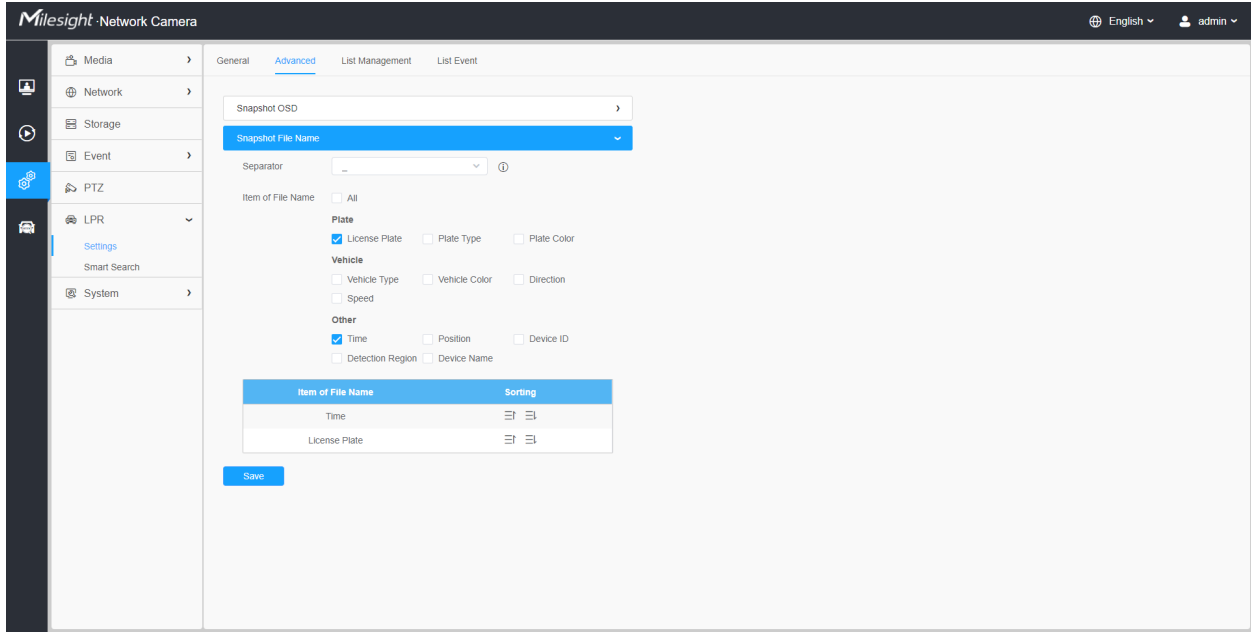 Milesight · Network Camera
English
admin
Media
Network
Storage
Event
PTZ
LPR
Settings
Smart Search
System
General Advanced List Management List Event
Snapshot OSD
Snapshot File Name
Separator _
Item of File Name All
Plate
License Plate Plate Type Plate Color
Vehicle
Vehicle Type Vehicle Color Direction
Speed
Other
Time Position Device ID
Detection Region Device Name
Item of File Name Sorting
Time
License Plate
Save